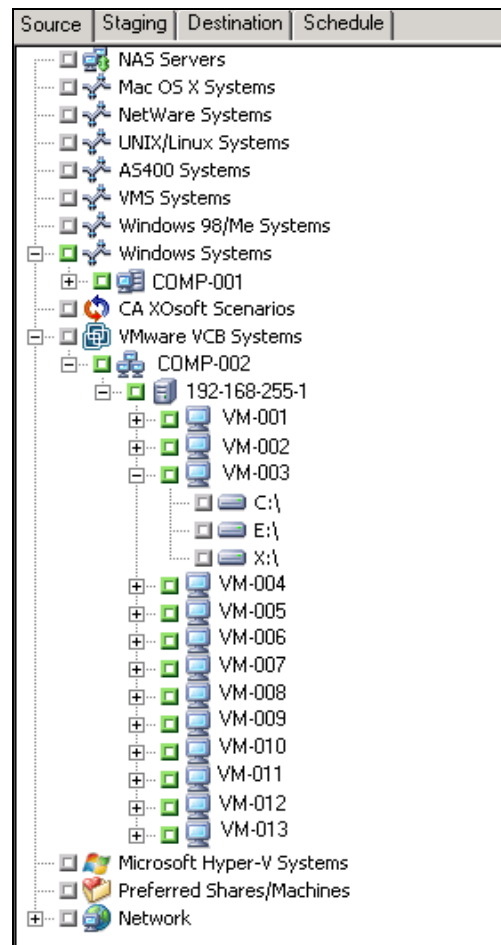 Source Staging Destination Schedule
NAS Servers
Mac OS X Systems
NetWare Systems
UNIX/Linux Systems
AS400 Systems
VMS Systems
Windows 98/Me Systems
Windows Systems
COMP-001
CA XOsoft Scenarios
VMware VCB Systems
COMP-002
192-168-255-1
VM-001
VM-002
VM-003
C:\
E:\
X:\
VM-004
VM-005
VM-006
VM-007
VM-008
VM-009
VM-010
VM-011
VM-012
VM-013
Microsoft Hyper-V Systems
Preferred Shares/Machines
Network